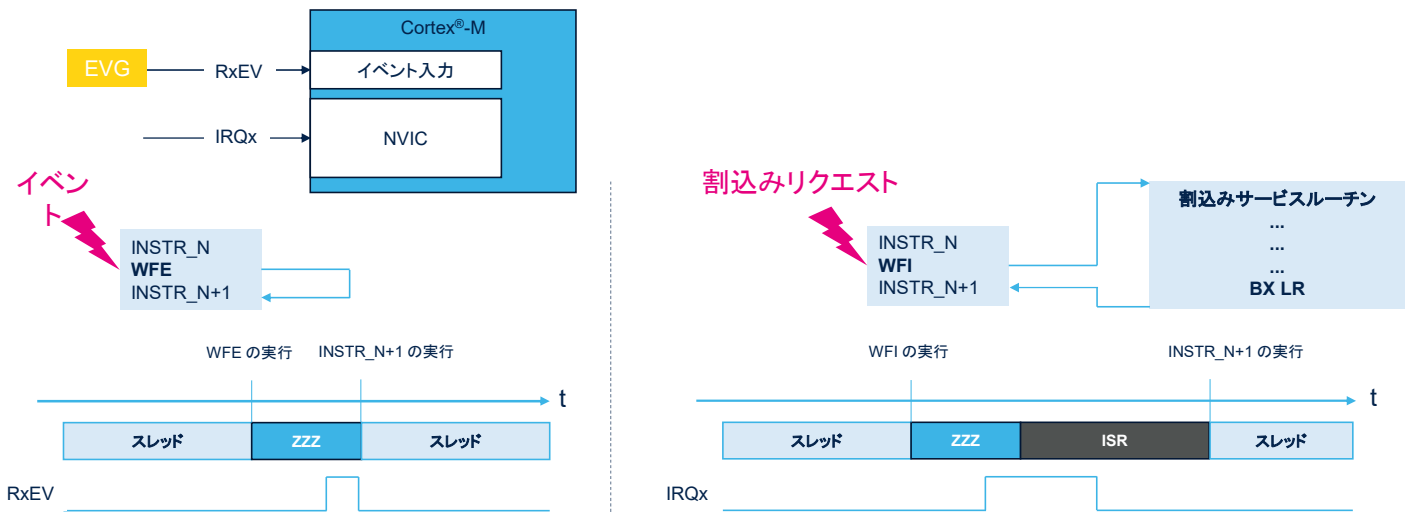 Cortex®-M
EVG
RxEV
イベント入力
IRQx
NVIC
イベン
ト
INSTR_N
WFE
INSTR_N+1
WFE の実行
INSTR_N+1 の実行
t
スレッド
ZZZ
スレッド
RxEV
割込みリクエスト
INSTR_N
WFI
INSTR_N+1
割込みサービスルーチン
...
...
...
BX LR
WFI の実行
INSTR_N+1 の実行
t
スレッド
ZZZ
ISR
スレッド
IRQx